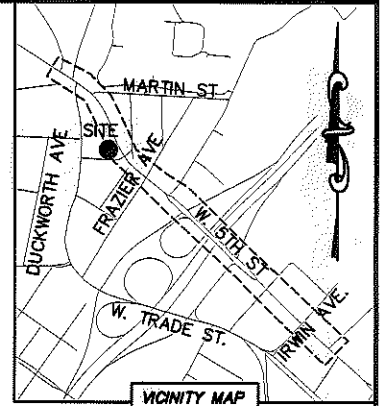 MARTIN ST
SITE
DUCKWORTH AVE
FRAZIER AVE
W. 5TH ST
IRWIN AVE.
W. TRADE ST.
VICINITY MAP